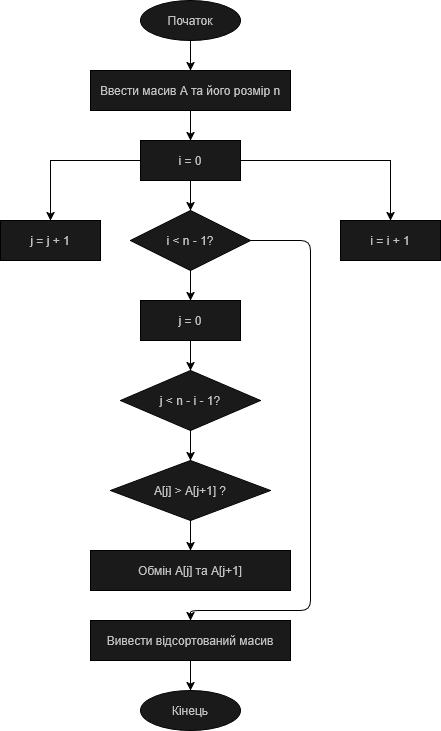 Початок
Ввести масив A та його розмір n
i = 0
j = j + 1
i < n - 1?
i = i + 1
j = 0
j < n - i - 1?
A[j] > A[j+1] ?
Обмін A[j] та A[j+1]
Вивести відсортований масив
Кінець